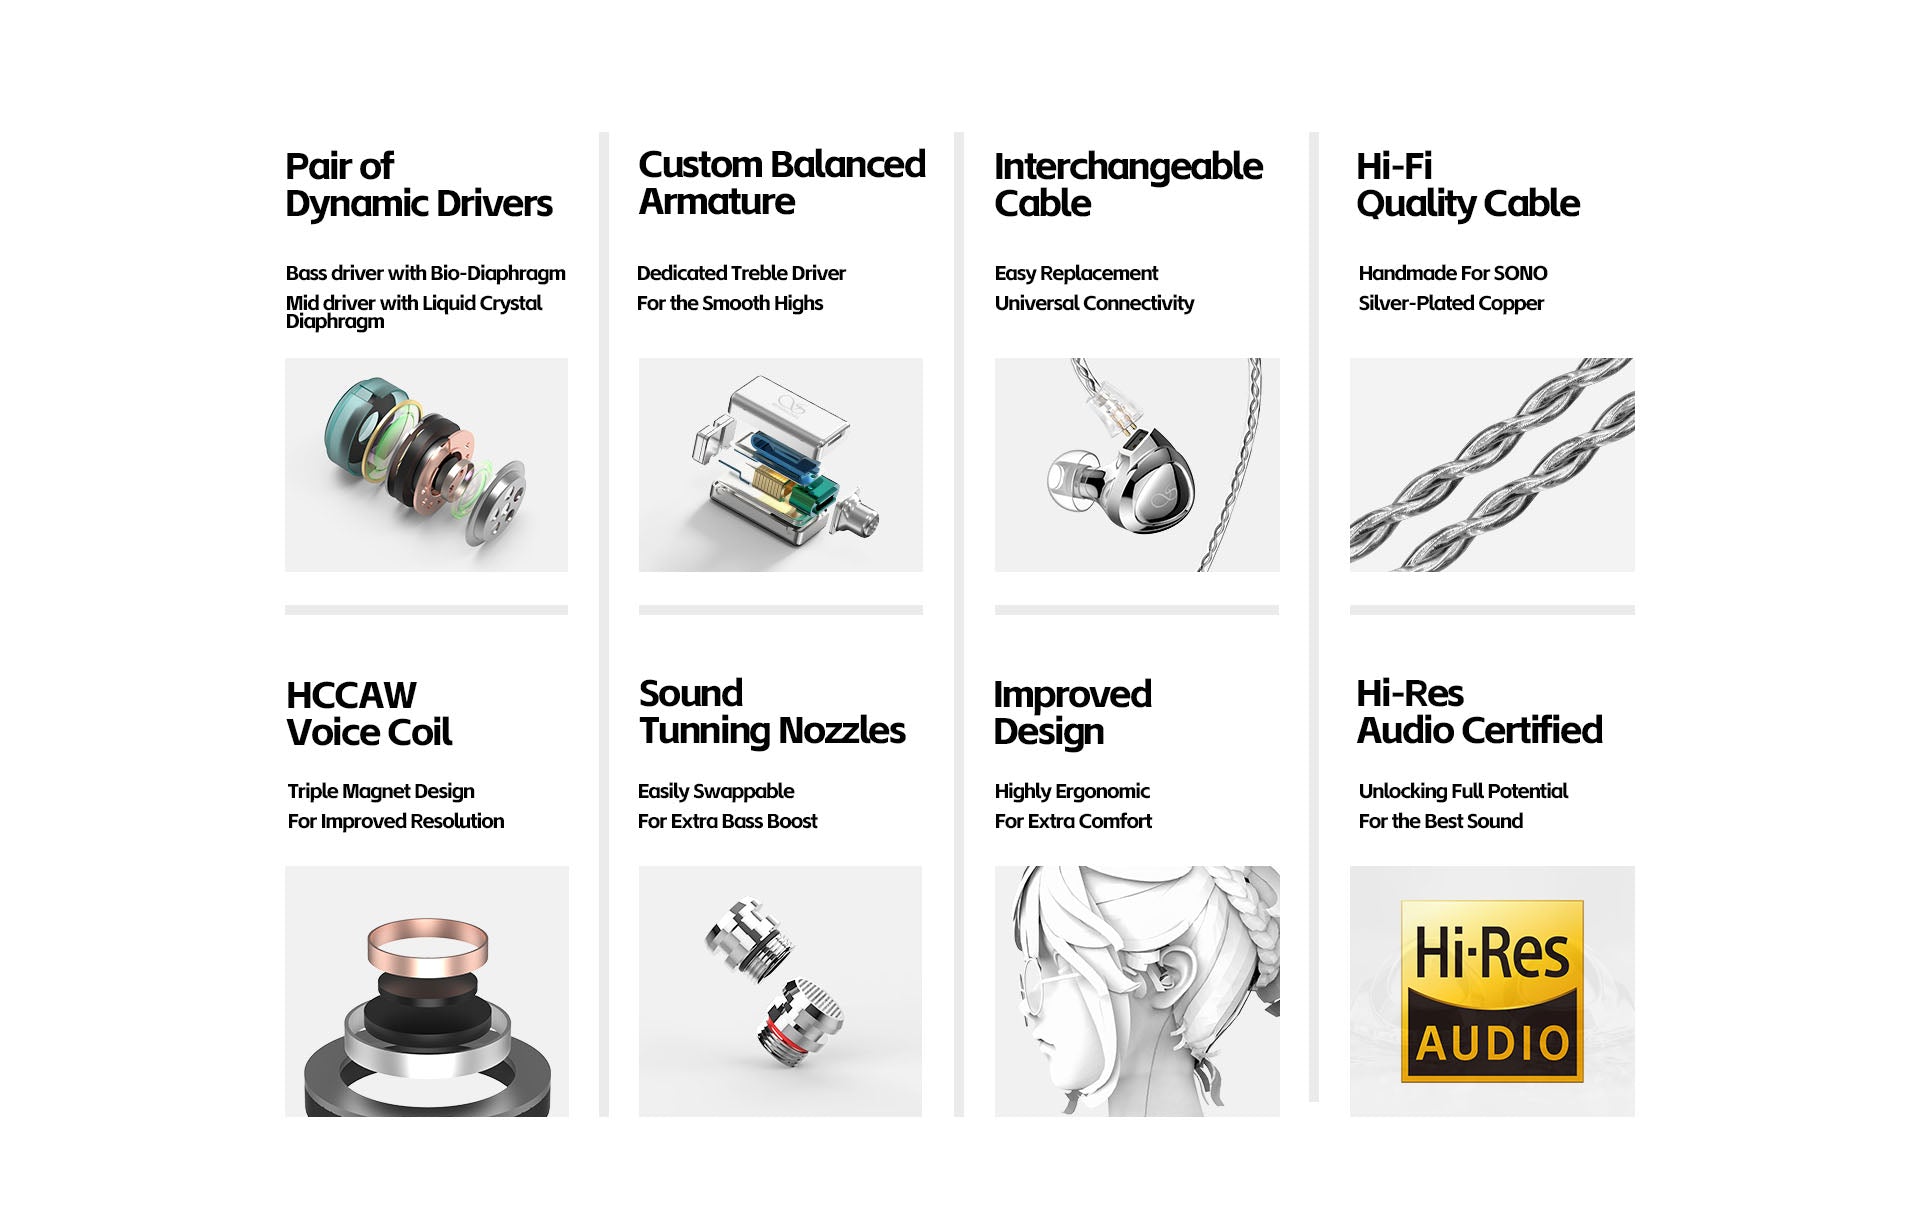 Pair of
Dynamic Drivers
Bass driver with Bio-Diaphragm
Mid driver with Liquid Crystal
Diaphragm
Custom Balanced
Armature
Dedicated Treble Driver
For the Smooth Highs
Interchangeable
Cable
Easy Replacement
Universal Connectivity
Hi-Fi
Quality Cable
Handmade For SONO
Silver-Plated Copper
HCCAW
Voice Coil
Triple Magnet Design
For Improved Resolution
Sound
Tunning Nozzles
Easily Swappable
For Extra Bass Boost
Improved
Design
Highly Ergonomic
For Extra Comfort
Hi-Res
Audio Certified
Unlocking Full Potential
For the Best Sound
Hi-Res
AUDIO